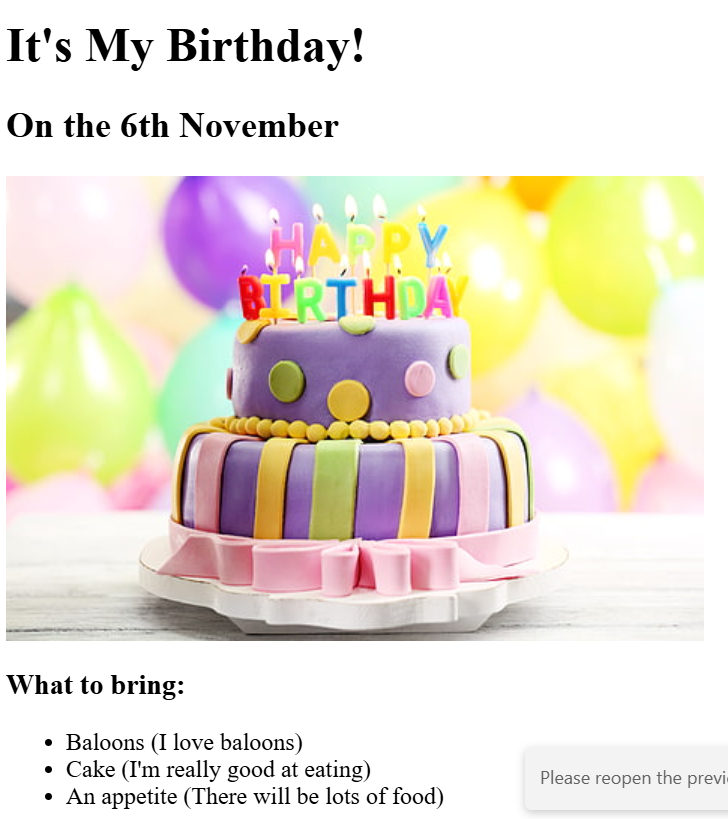 It's My Birthday!
On the 6th November
HAPPY
BIRTHDAY
What to bring:
Baloons (I love baloons)
Cake (I'm really good at eating)
An appetite (There will be lots of food)
Please reopen the previe